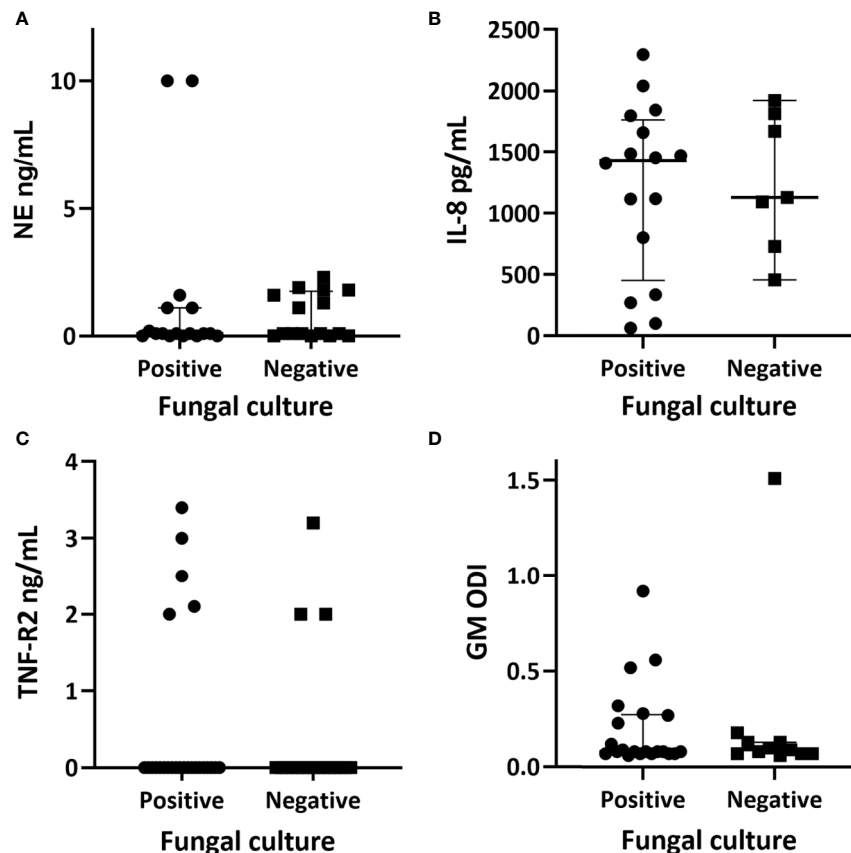 A
NE ng/mL
10
5
0
Positive Negative
Fungal culture
B
IL-8 pg/mL
2500
2000
1500
1000
500
0
Positive Negative
Fungal culture
C
TNF-R2 ng/mL
4
3
2
1
0
Positive Negative
Fungal culture
D
GM ODI
1.5
1.0
0.5
0.0
Positive Negative
Fungal culture